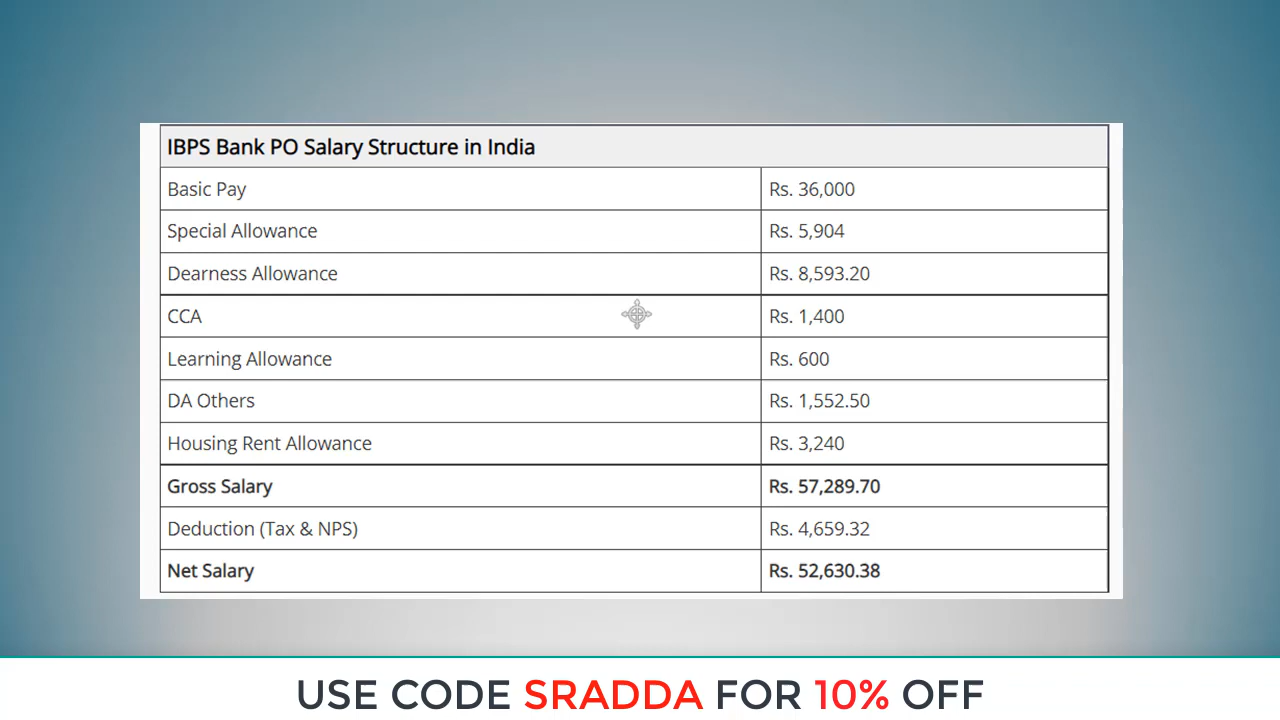 IBPS Bank PO Salary Structure in India
Basic Pay Rs. 36,000
Special Allowance Rs. 5,904
Dearness Allowance Rs. 8,593.20
CCA Rs. 1,400
Learning Allowance Rs. 600
DA Others Rs. 1,552.50
Housing Rent Allowance Rs. 3,240
Gross Salary Rs. 57,289.70
Deduction (Tax & NPS) Rs. 4,659.32
Net Salary Rs. 52,630.38
USE CODE SRADDA FOR 10% OFF